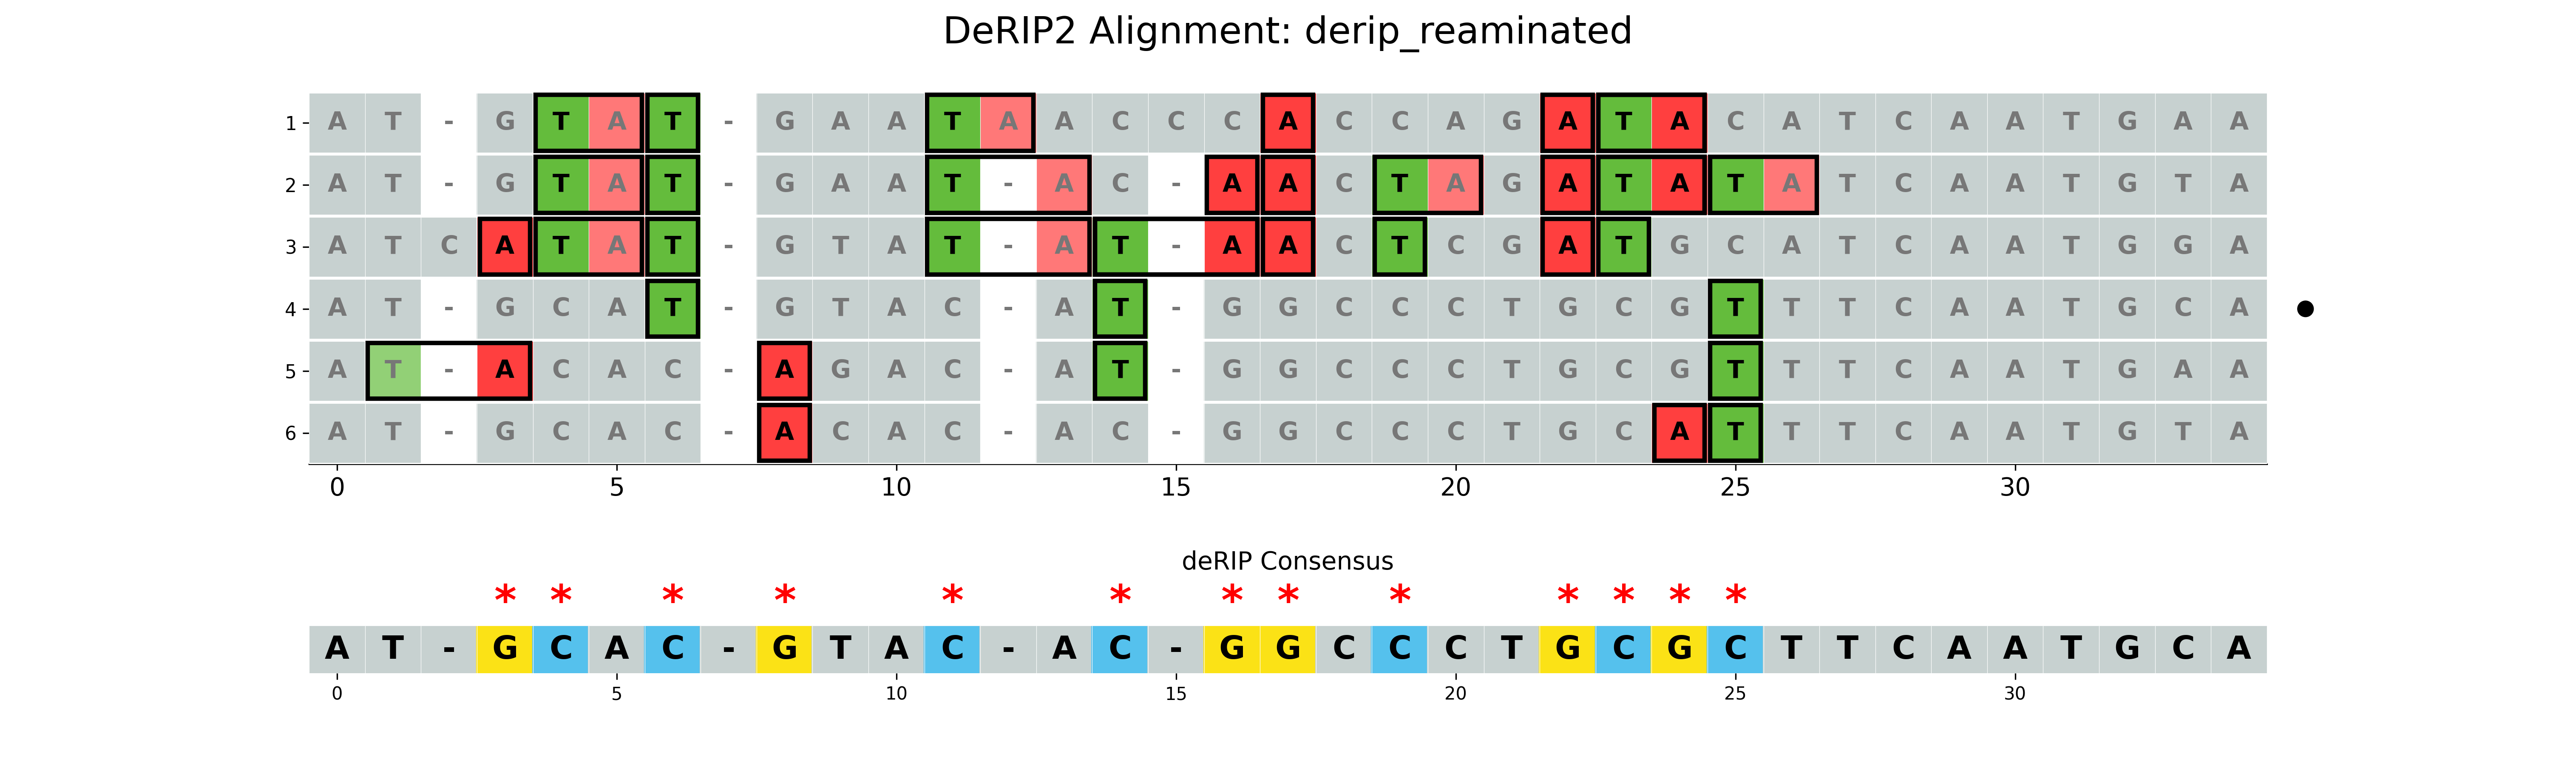 DeRIP2 Alignment: derip_reaminated
1 A T - G T A T - G A A T A A C C C A C C A G A T A C A T C A A T G A A
2 A T - G T A T - G A A T - A C - A A C T A G A T A T A T C A A T G T A
3 A T C A T A T - G T A T - A T - A A C T C G A T G C A T C A A T G G A
4 A T - G C A T - G T A C - A T - G G C C C T G C G T T T C A A T G C A ●
5 A T - A C A C - A G A C - A T - G G C C C T G C G T T T C A A T G A A
6 A T - G C A C - A C A C - A C - G G C C C T G C A T T T C A A T G T A
0 5 10 15 20 25 30
deRIP Consensus
* * * * * * * * * * * * *
A T - G C A C - G T A C - A C - G G C C C T G C G C T T C A A T G C A
0 5 10 15 20 25 30